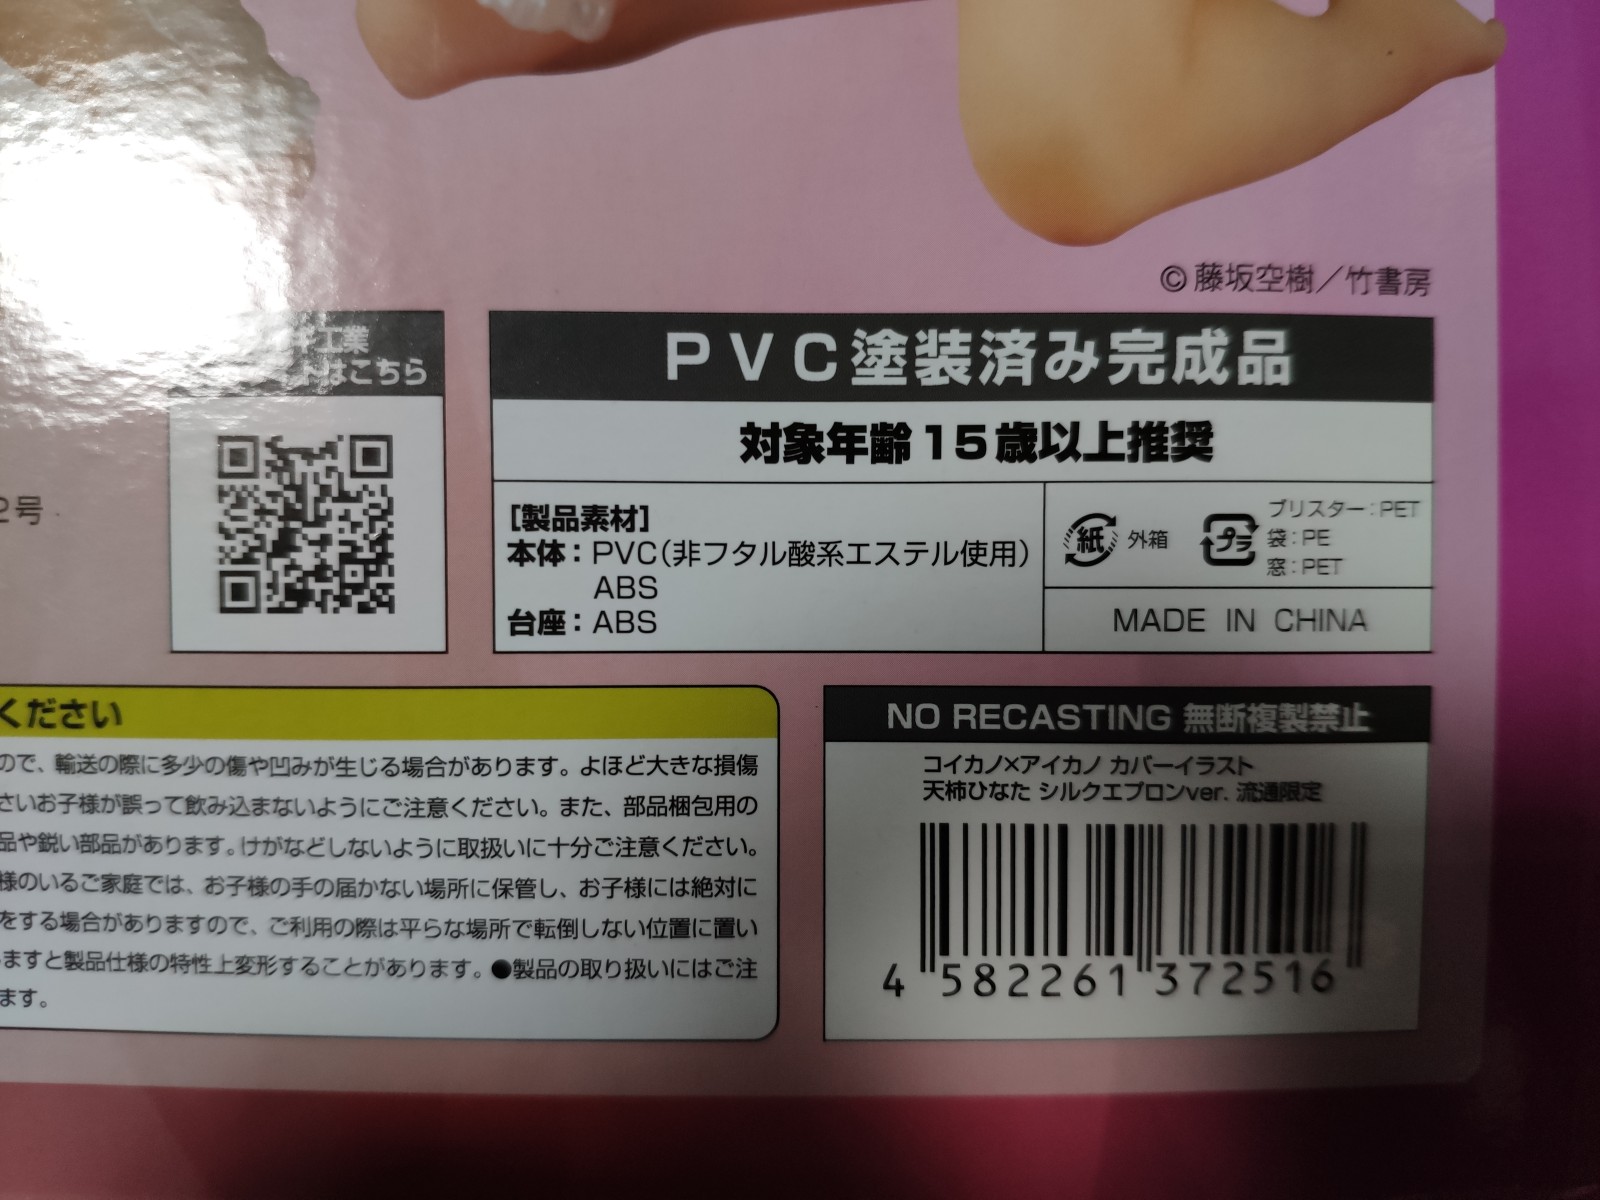 ©藤坂空樹／竹書房
ギ工業
トはこちら
PVC塗装済み完成品
対象年齢15歳以上推奨
2号
[製品素材]
本体：PVC（非フタル酸系エステル使用）
ABS
台座：ABS
紙 外箱
プラ
ブリスター：PET
袋：PE
窓：PET
MADE IN CHINA
ください
ので、輸送の際に多少の傷や凹みが生じる場合があります。よほど大きな損傷
さいお子様が誤って飲み込まないようにご注意ください。また、部品梱包用の
品や鋭い部品があります。けがなどしないように取扱いに十分ご注意ください。
様のいるご家庭では、お子様の手の届かない場所に保管し、お子様には絶対に
をする場合がありますので、ご利用の際は平らな場所で転倒しない位置に置い
ますと製品仕様の特性上変形することがあります。●製品の取り扱いにはご注
ます。
NO RECASTING 無断複製禁止
コイカノ×アイカノ カバーイラスト
天柿ひなた シルクエプロンver. 流通限定
4 582261 372516